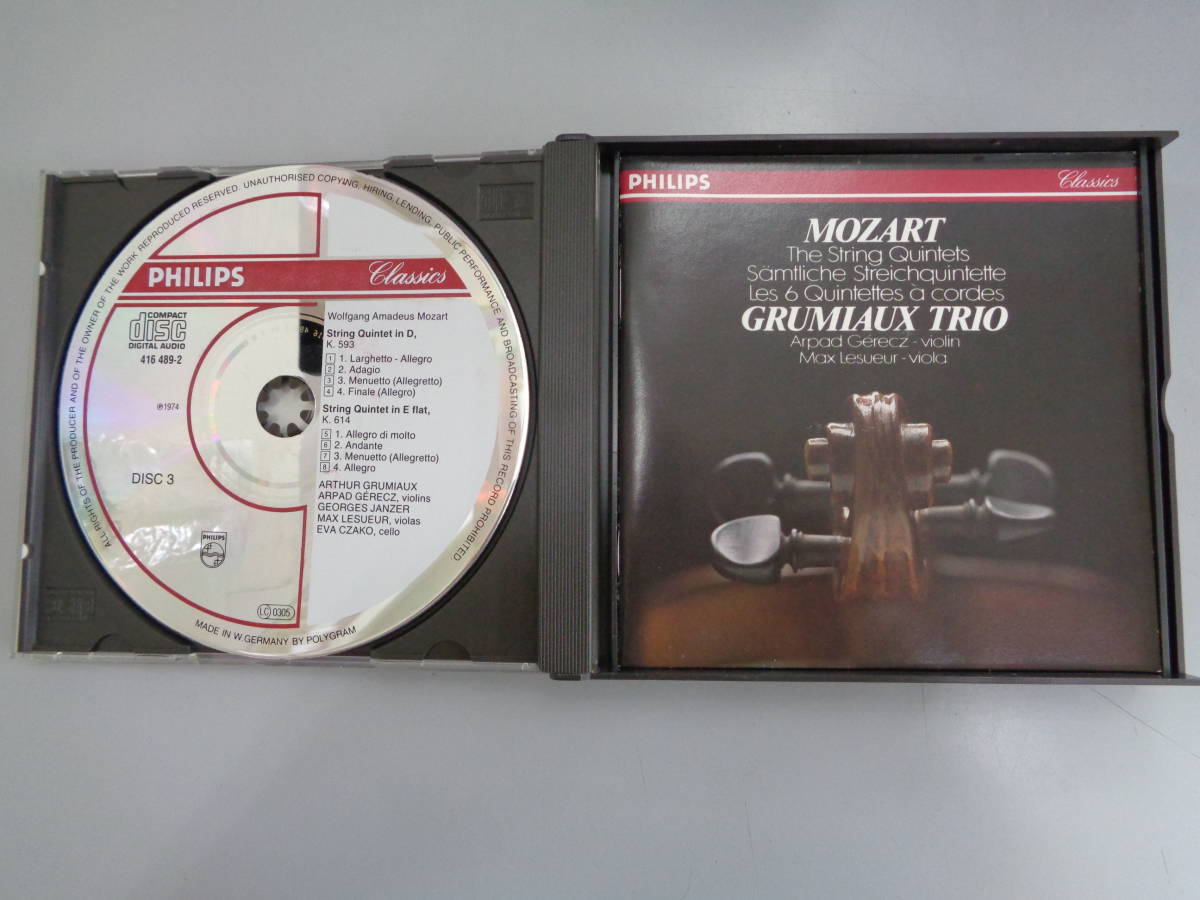 ALL RIGHTS OF THE PRODUCER AND OF THE OWNER OF THE WORK REPRODUCED RESERVED. UNAUTHORISED COPYING, HIRING, LENDING, PUBLIC PERFORMANCE AND BROADCASTING OF THIS RECORD PROHIBITED
PHILIPS Classics
COMPACT
disc
DIGITAL AUDIO
416 489-2
℗1974
DISC 3
Wolfgang Amadeus Mozart
String Quintet in D,
K. 593
1 1. Larghetto - Allegro
2 2. Adagio
3 3. Menuetto (Allegretto)
4 4. Finale (Allegro)
String Quintet in E flat,
K. 614
5 1. Allegro di molto
6 2. Andante
7 3. Menuetto (Allegretto)
8 4. Allegro
ARTHUR GRUMIAUX
ARPAD GÉRECZ, violins
GEORGES JANZER
MAX LESUEUR, violas
EVA CZAKO, cello
PHILIPS
LC 0305
MADE IN W.GERMANY BY POLYGRAM
PHILIPS Classics
MOZART
The String Quintets
Sämtliche Streichquintette
Les 6 Quintettes à cordes
GRUMIAUX TRIO
Arpad Gérecz - violin
Max Lesueur - viola